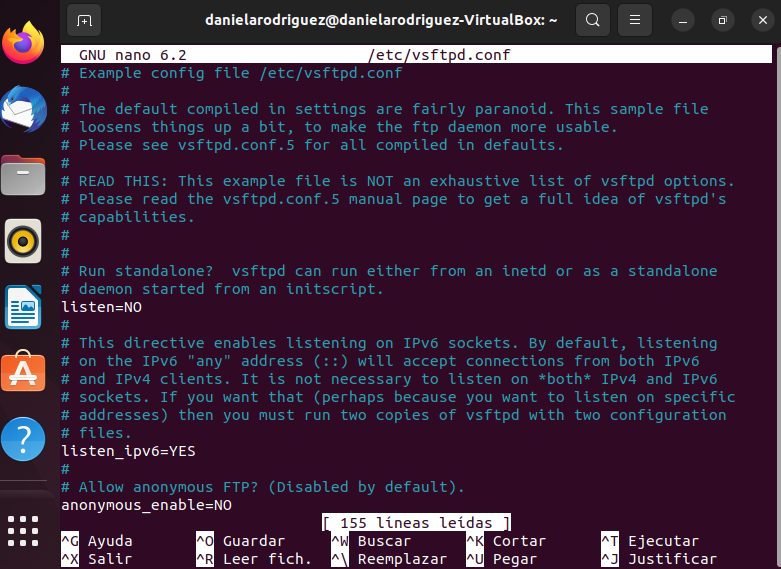 danielarodriguez@danielarodriguez-VirtualBox: ~
GNU nano 6.2 /etc/vsftpd.conf
# Example config file /etc/vsftpd.conf
#
# The default compiled in settings are fairly paranoid. This sample file
# loosens things up a bit, to make the ftp daemon more usable.
# Please see vsftpd.conf.5 for all compiled in defaults.
#
# READ THIS: This example file is NOT an exhaustive list of vsftpd options.
# Please read the vsftpd.conf.5 manual page to get a full idea of vsftpd's
# capabilities.
#
#
# Run standalone?  vsftpd can run either from an inetd or as a standalone
# daemon started from an initscript.
listen=NO
#
# This directive enables listening on IPv6 sockets. By default, listening
# on the IPv6 "any" address (::) will accept connections from both IPv6
# and IPv4 clients. It is not necessary to listen on *both* IPv4 and IPv6
# sockets. If you want that (perhaps because you want to listen on specific
# addresses) then you must run two copies of vsftpd with two configuration
# files.
listen_ipv6=YES
#
# Allow anonymous FTP? (Disabled by default).
anonymous_enable=NO
[ 155 líneas leídas ]
^G Ayuda ^O Guardar ^W Buscar ^K Cortar ^T Ejecutar
^X Salir ^R Leer fich. ^\ Reemplazar ^U Pegar ^J Justificar